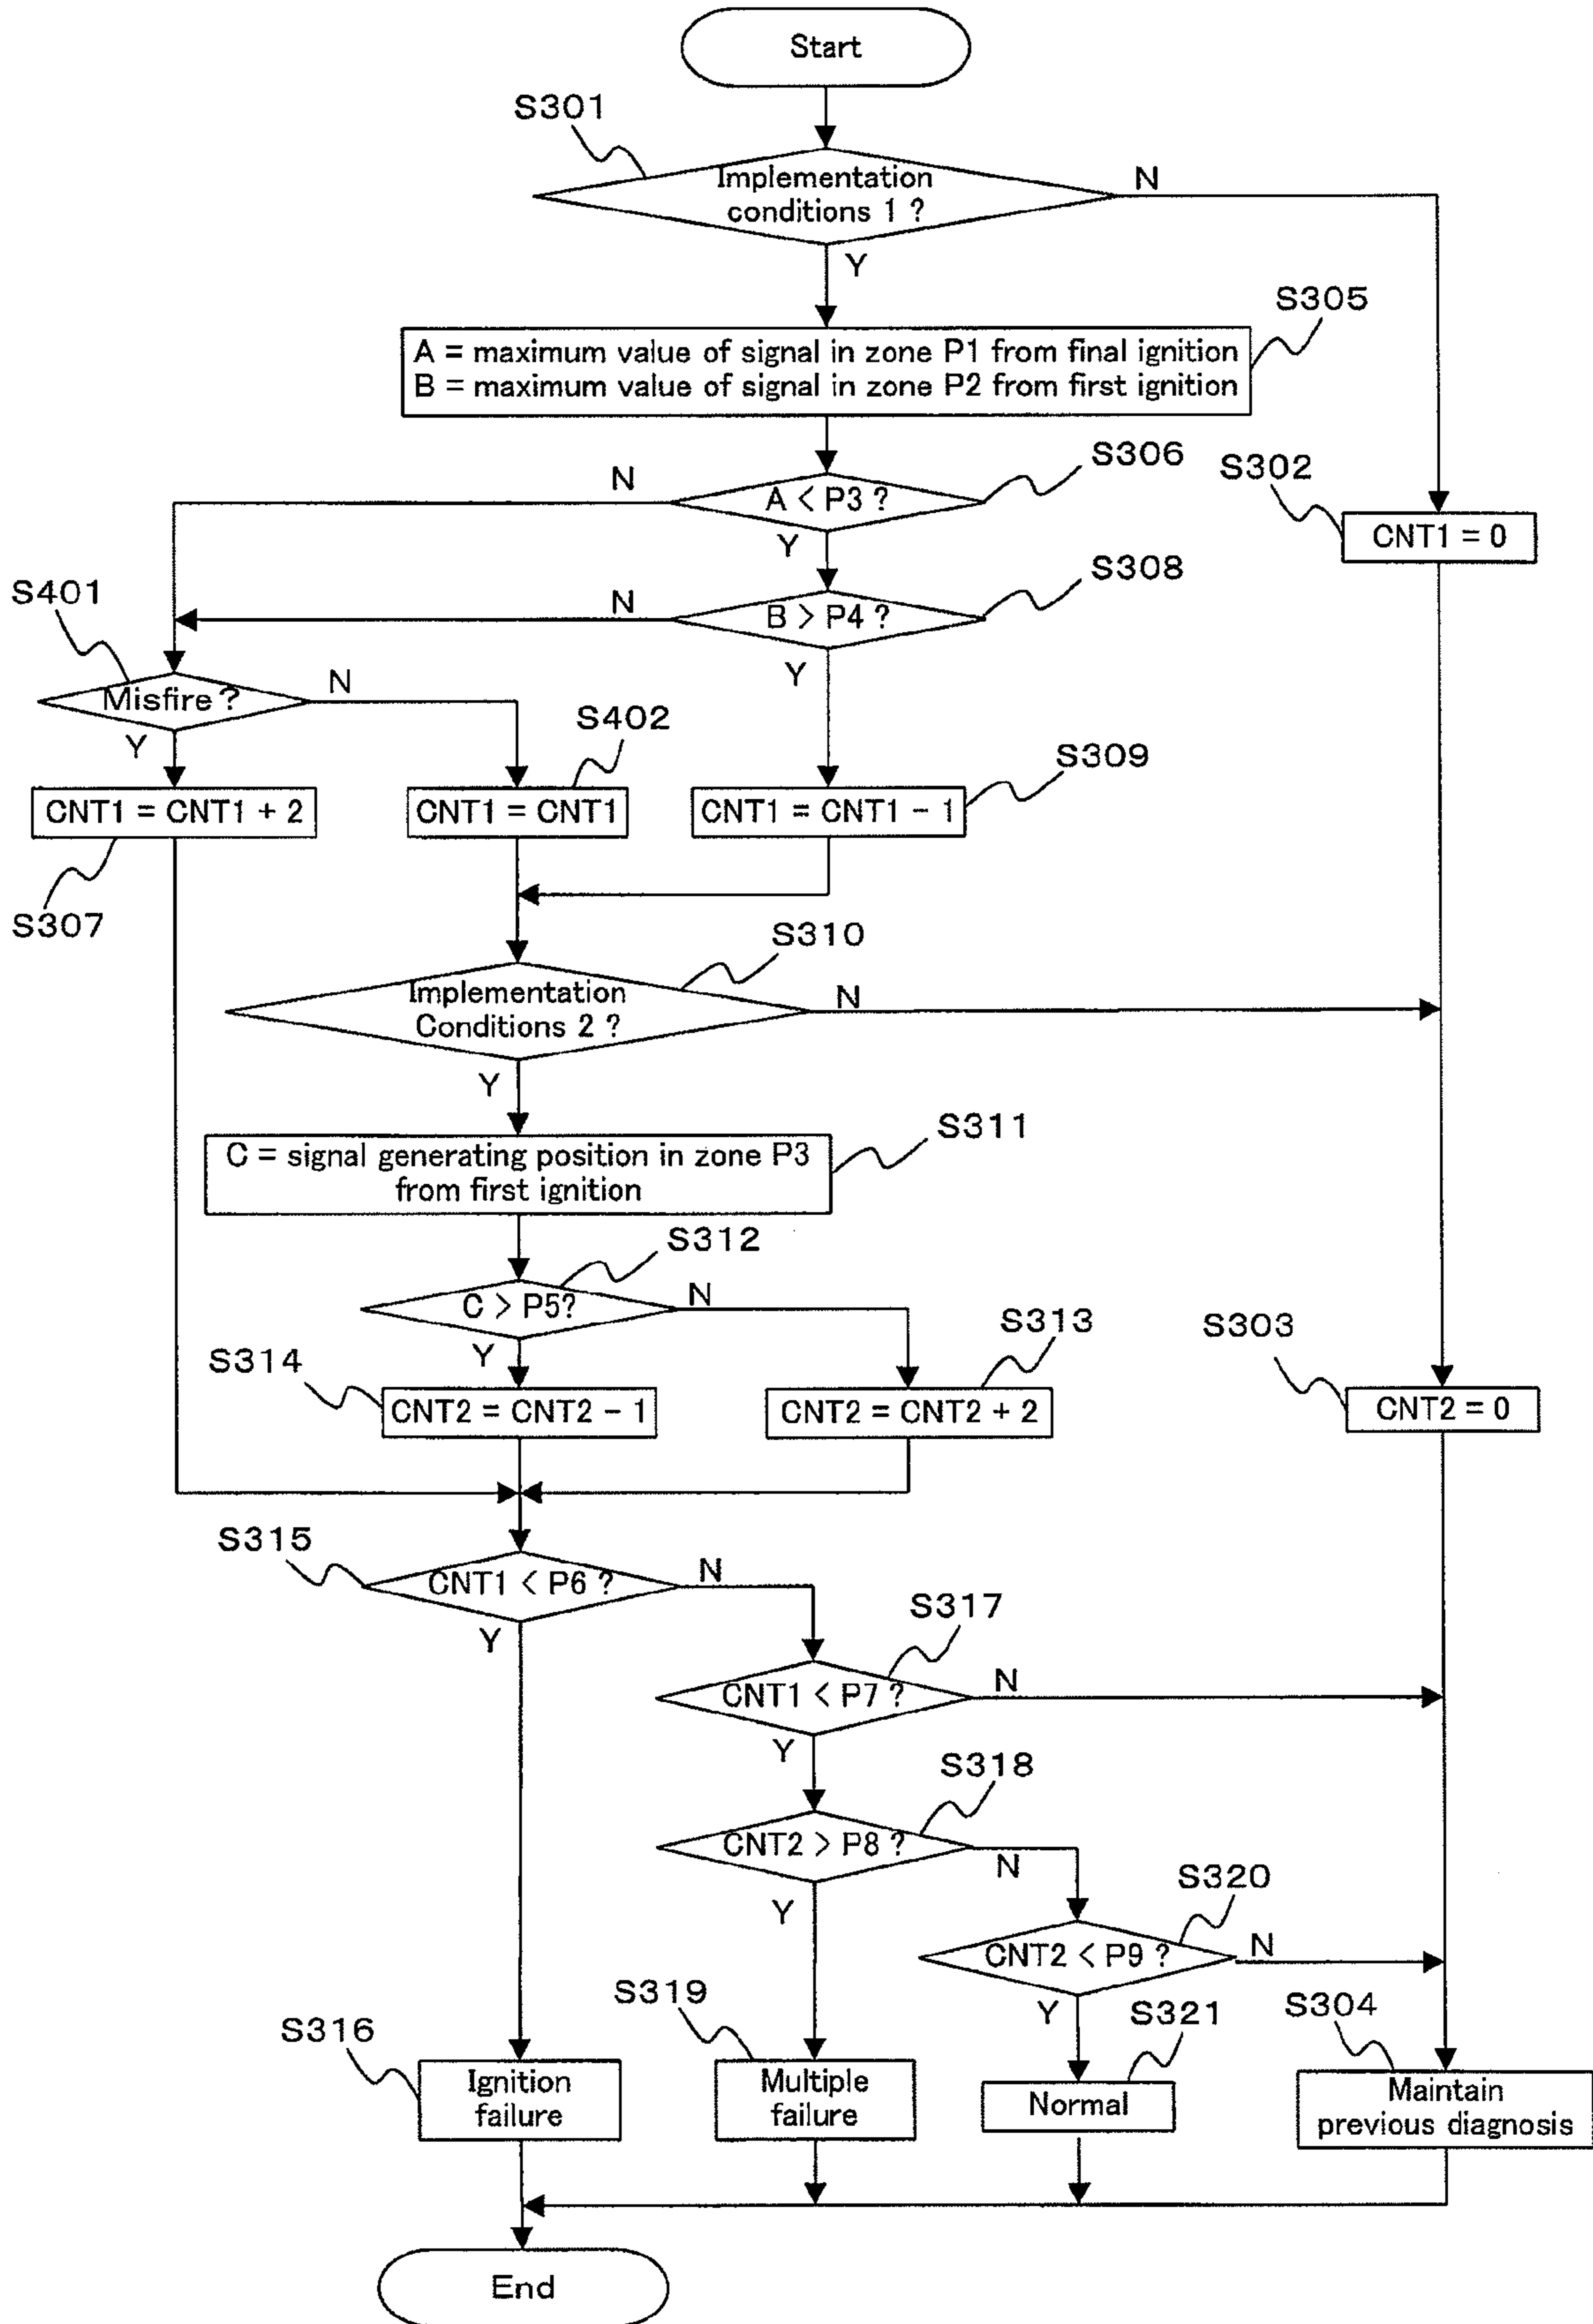 Start
S301
Implementation
conditions 1 ?
N
Y
S305
A = maximum value of signal in zone P1 from final ignition
B = maximum value of signal in zone P2 from first ignition
S306
N
A < P3 ?
Y
S302
CNT1 = 0
S308
N
B > P4 ?
Y
S401
Misfire ?
N
Y
S402
S309
CNT1 = CNT1 + 2
CNT1 = CNT1
CNT1 = CNT1 - 1
S307
S310
Implementation
Conditions 2 ?
N
Y
S311
C = signal generating position in zone P3
from first ignition
S312
C > P5?
N
Y
S313
S303
S314
CNT2 = CNT2 - 1
CNT2 = CNT2 + 2
CNT2 = 0
S315
CNT1 < P6 ?
N
Y
S317
CNT1 < P7 ?
N
Y
S318
CNT2 > P8 ?
N
Y
S320
CNT2 < P9 ?
N
Y
S319
S321
S304
S316
Ignition
failure
Multiple
failure
Normal
Maintain
previous diagnosis
End